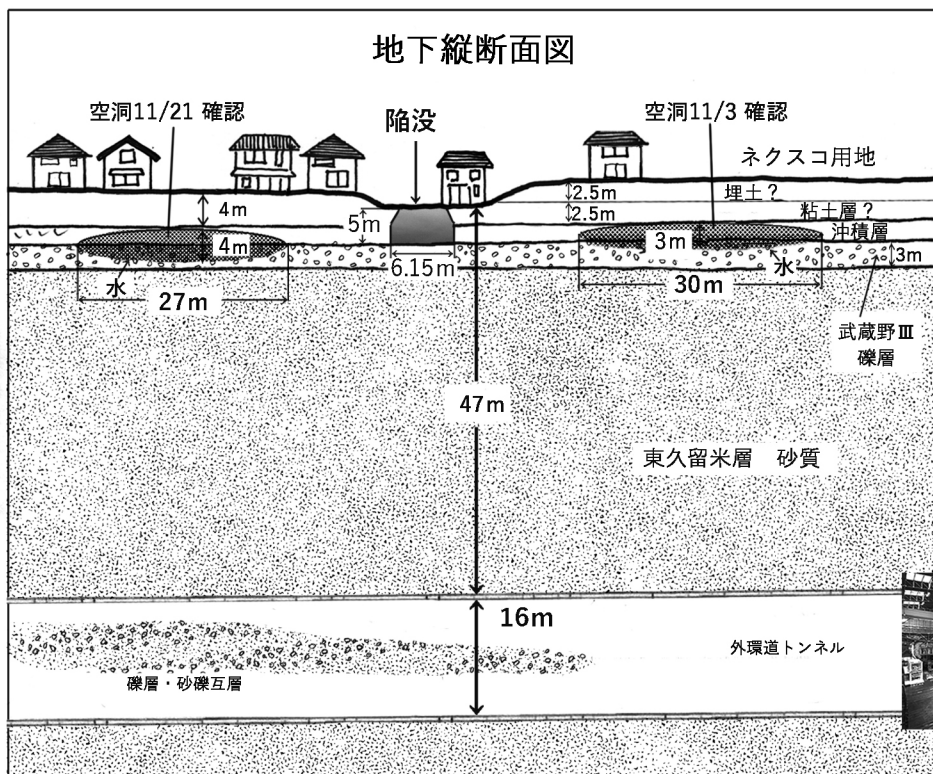 地下縦断面図
空洞11/21 確認
陥没
空洞11/3 確認
ネクスコ用地
4m
2.5m
埋土？
5m
2.5m
粘土層？
沖積層
4m
3m
3m
6.15m
水
水
27m
30m
武蔵野Ⅲ
礫層
47m
東久留米層　砂質
16m
外環道トンネル
礫層・砂礫互層